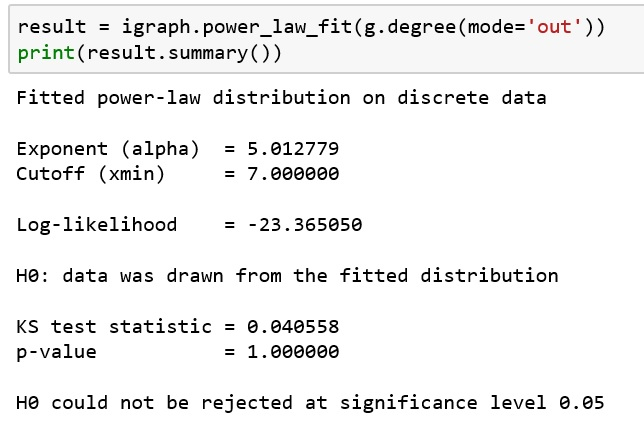 result = igraph.power_law_fit(g.degree(mode='out'))
print(result.summary())
Fitted power-law distribution on discrete data
Exponent (alpha)  = 5.012779
Cutoff (xmin)     = 7.000000
Log-likelihood    = -23.365050
H0: data was drawn from the fitted distribution
KS test statistic = 0.040558
p-value           = 1.000000
H0 could not be rejected at significance level 0.05